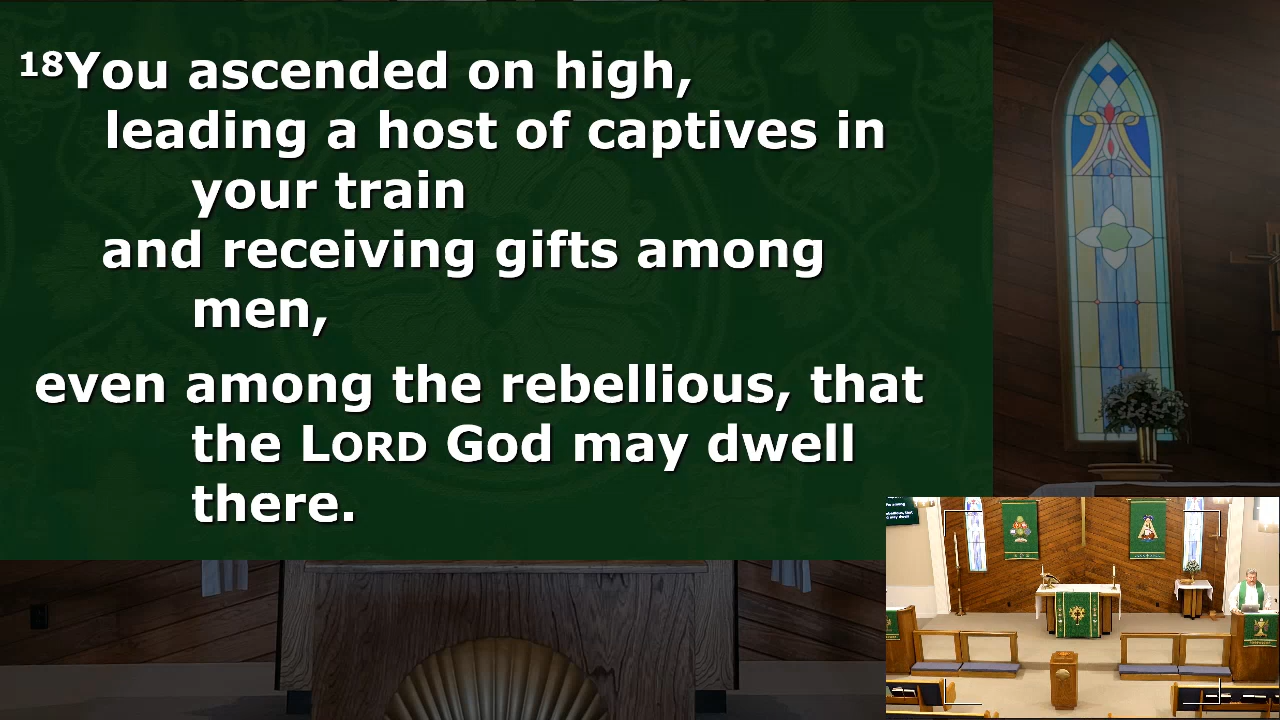 18You ascended on high,
leading a host of captives in
your train
and receiving gifts among
men,
even among the rebellious, that
the LORD God may dwell
there.